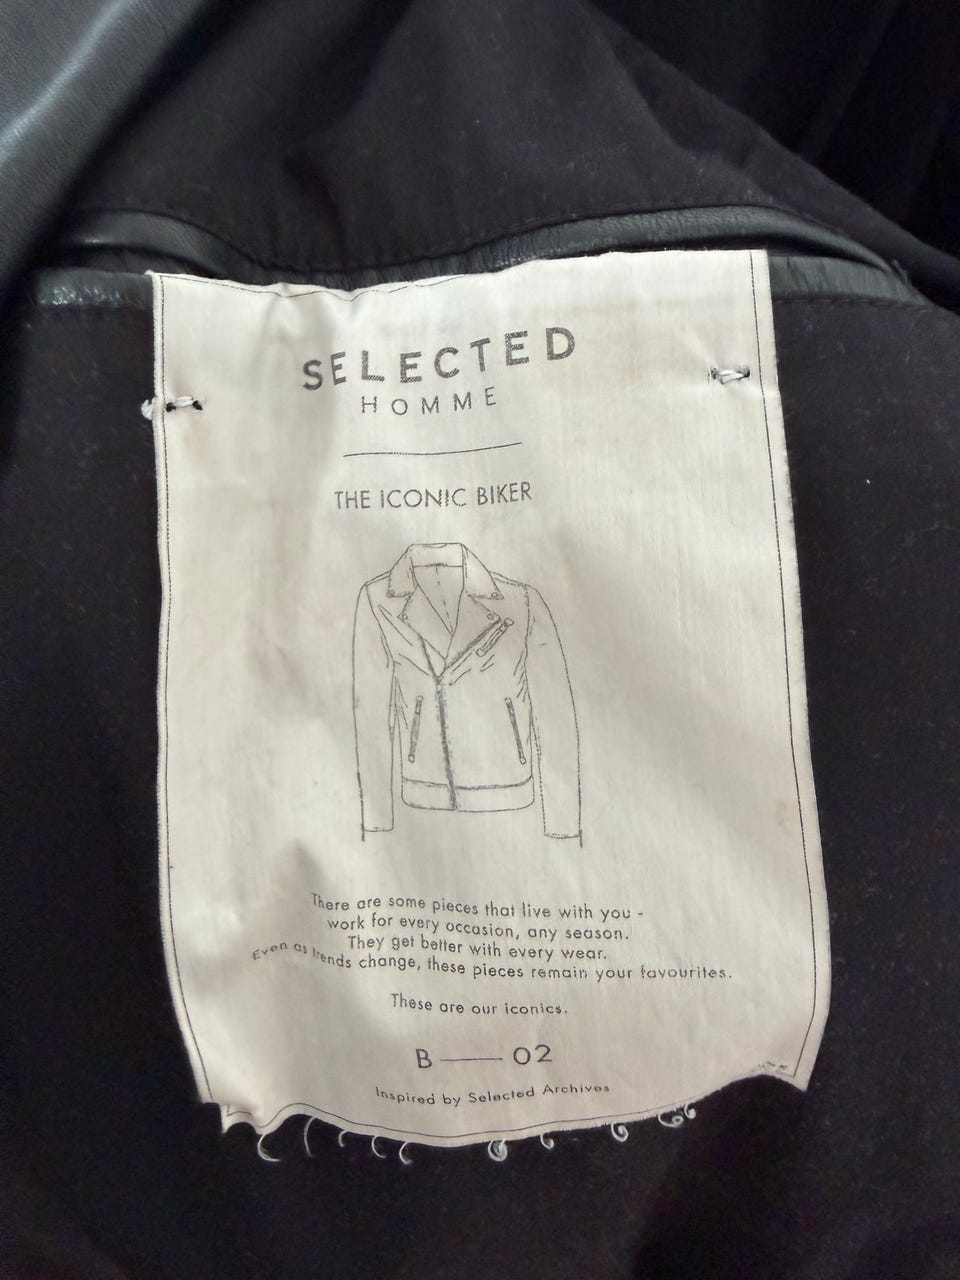 SELECTED
HOMME
THE ICONIC BIKER
There are some pieces that live with you -
work for every occasion, any season.
They get better with every wear.
Even as trends change, these pieces remain your favourites.
These are our iconics.
B — 02
Inspired by Selected Archives